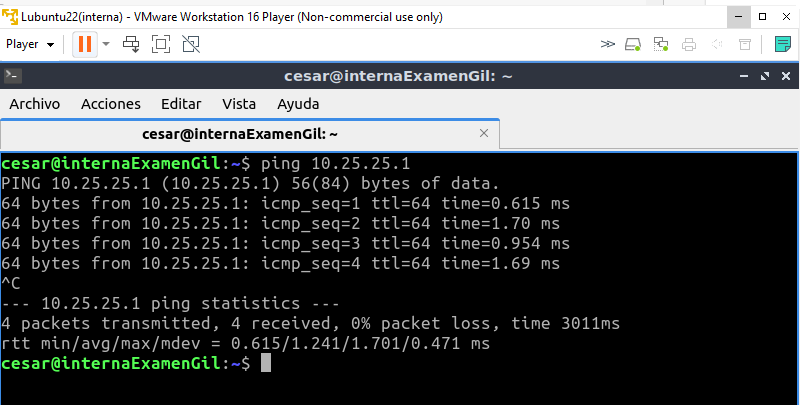 Lubuntu22(interna) - VMware Workstation 16 Player (Non-commercial use only)
Player
cesar@internaExamenGil: ~
Archivo Acciones Editar Vista Ayuda
cesar@internaExamenGil: ~
cesar@internaExamenGil:~$ ping 10.25.25.1
PING 10.25.25.1 (10.25.25.1) 56(84) bytes of data.
64 bytes from 10.25.25.1: icmp_seq=1 ttl=64 time=0.615 ms
64 bytes from 10.25.25.1: icmp_seq=2 ttl=64 time=1.70 ms
64 bytes from 10.25.25.1: icmp_seq=3 ttl=64 time=0.954 ms
64 bytes from 10.25.25.1: icmp_seq=4 ttl=64 time=1.69 ms
^C
--- 10.25.25.1 ping statistics ---
4 packets transmitted, 4 received, 0% packet loss, time 3011ms
rtt min/avg/max/mdev = 0.615/1.241/1.701/0.471 ms
cesar@internaExamenGil:~$